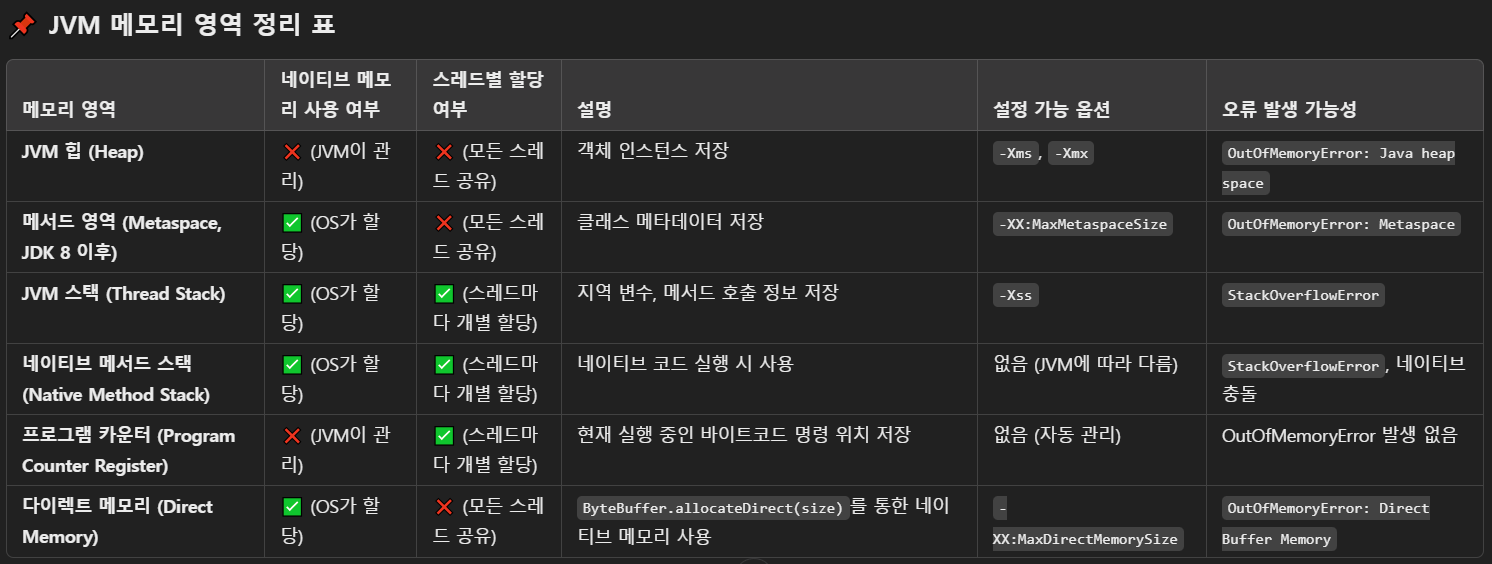 📌 JVM 메모리 영역 정리 표
메모리 영역
네이티브 메모
리 사용 여부
스레드별 할당
여부
설명
설정 가능 옵션
오류 발생 가능성
JVM 힙 (Heap)
❌ (JVM이 관
리)
❌ (모든 스레
드 공유)
객체 인스턴스 저장
-Xms, -Xmx
OutOfMemoryError: Java heap
space
메서드 영역 (Metaspace,
JDK 8 이후)
✅ (OS가 할
당)
❌ (모든 스레
드 공유)
클래스 메타데이터 저장
-XX:MaxMetaspaceSize
OutOfMemoryError: Metaspace
JVM 스택 (Thread Stack)
✅ (OS가 할
당)
✅ (스레드마
다 개별 할당)
지역 변수, 메서드 호출 정보 저장
-Xss
StackOverflowError
네이티브 메서드 스택
(Native Method Stack)
✅ (OS가 할
당)
✅ (스레드마
다 개별 할당)
네이티브 코드 실행 시 사용
없음 (JVM에 따라 다름)
StackOverflowError, 네이티브
충돌
프로그램 카운터 (Program
Counter Register)
❌ (JVM이 관
리)
✅ (스레드마
다 개별 할당)
현재 실행 중인 바이트코드 명령 위치 저장
없음 (자동 관리)
OutOfMemoryError 발생 없음
다이렉트 메모리 (Direct
Memory)
✅ (OS가 할
당)
❌ (모든 스레
드 공유)
ByteBuffer.allocateDirect(size)를 통한 네이
티브 메모리 사용
-
XX:MaxDirectMemorySize
OutOfMemoryError: Direct
Buffer Memory